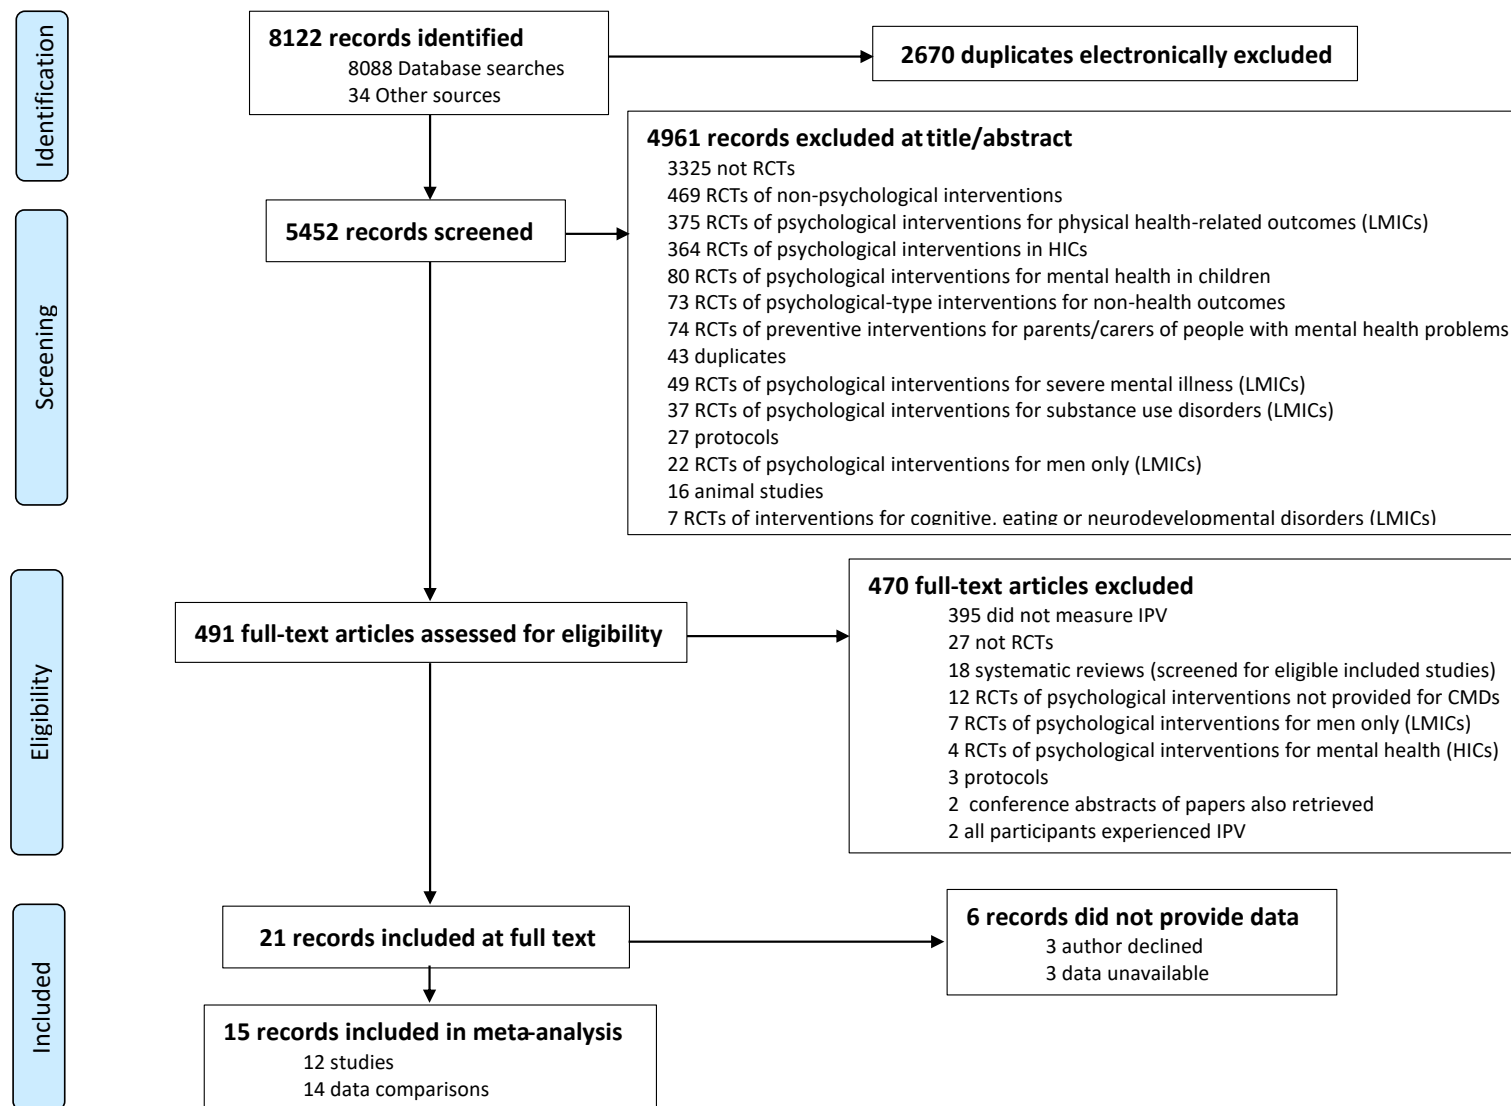 Identification
8122 records identified
8088 Database searches
34 Other sources
2670 duplicates electronically excluded
Screening
5452 records screened
4961 records excluded at title/abstract
3325 not RCTs
469 RCTs of non-psychological interventions
375 RCTs of psychological interventions for physical health-related outcomes (LMICs)
364 RCTs of psychological interventions in HICs
80 RCTs of psychological interventions for mental health in children
73 RCTs of psychological-type interventions for non-health outcomes
74 RCTs of preventive interventions for parents/carers of people with mental health problems
43 duplicates
49 RCTs of psychological interventions for severe mental illness (LMICs)
37 RCTs of psychological interventions for substance use disorders (LMICs)
27 protocols
22 RCTs of psychological interventions for men only (LMICs)
16 animal studies
7 RCTs of interventions for cognitive, eating or neurodevelopmental disorders (LMICs)
Eligibility
491 full-text articles assessed for eligibility
470 full-text articles excluded
395 did not measure IPV
27 not RCTs
18 systematic reviews (screened for eligible included studies)
12 RCTs of psychological interventions not provided for CMDs
7 RCTs of psychological interventions for men only (LMICs)
4 RCTs of psychological interventions for mental health (HICs)
3 protocols
2 conference abstracts of papers also retrieved
2 all participants experienced IPV
Included
21 records included at full text
6 records did not provide data
3 author declined
3 data unavailable
15 records included in meta-analysis
12 studies
14 data comparisons